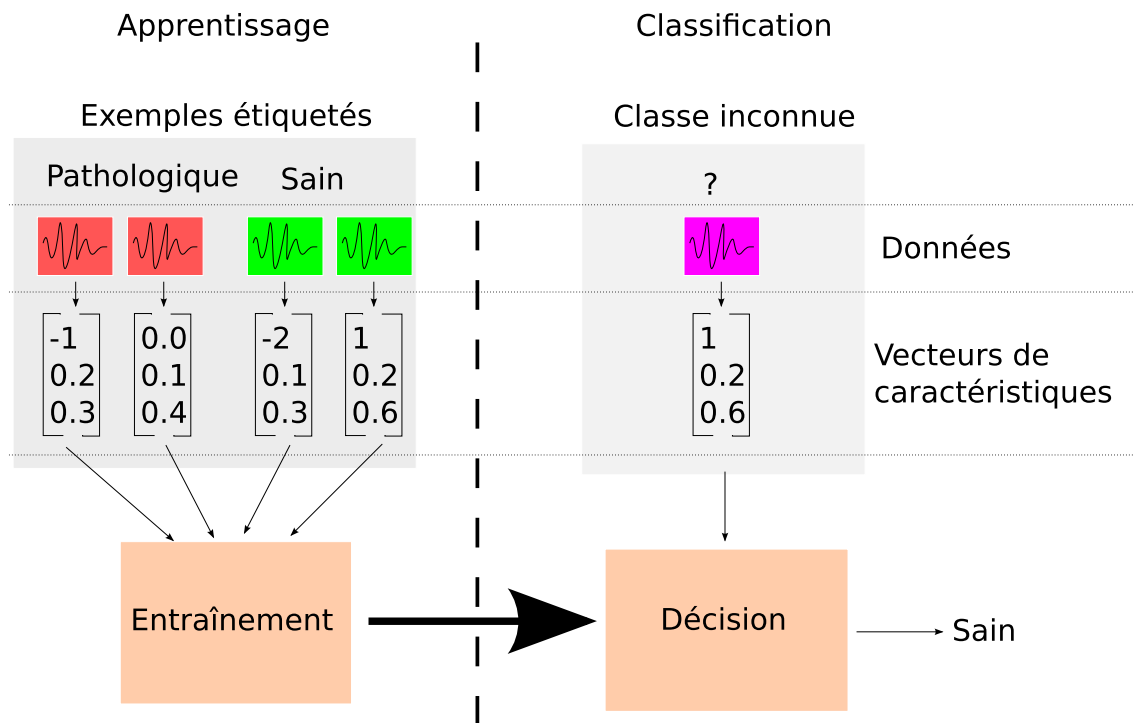 Apprentissage
Classification
Exemples étiquetés
Classe inconnue
Pathologique
Sain
?
Données
-1
0.2
0.3
0.0
0.1
0.4
-2
0.1
0.3
1
0.2
0.6
1
0.2
0.6
Vecteurs de
caractéristiques
Entraînement
Décision
Sain